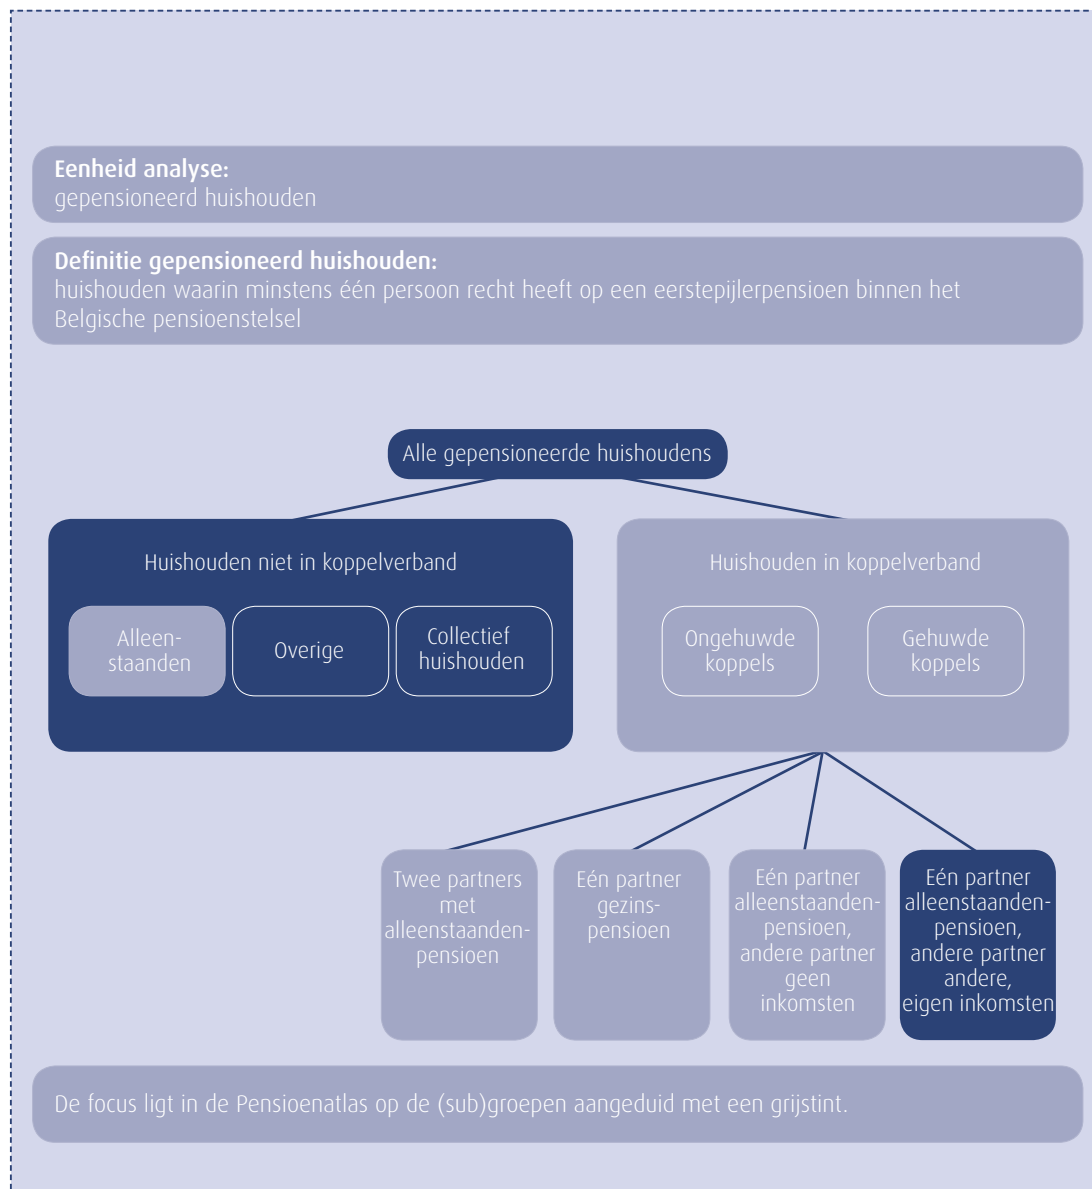 Eenheid analyse:
gepensioneerd huishouden
Definitie gepensioneerd huishouden:
huishouden waarin minstens één persoon recht heeft op een eerstepijlerpensioen binnen het
Belgische pensioenstelsel
Alle gepensioneerde huishoudens
Huishouden niet in koppelverband
Alleen-
staanden
Overige
Collectief
huishouden
Huishouden in koppelverband
Ongehuwde
koppels
Gehuwde
koppels
Twee partners
met
alleenstaanden-
pensioen
Eén partner
gezins-
pensioen
Eén partner
alleenstaanden-
pensioen,
andere partner
geen
inkomsten
Eén partner
alleenstaanden-
pensioen,
andere partner
andere,
eigen inkomsten
De focus ligt in de Pensioenatlas op de (sub)groepen aangeduid met een grijstint.